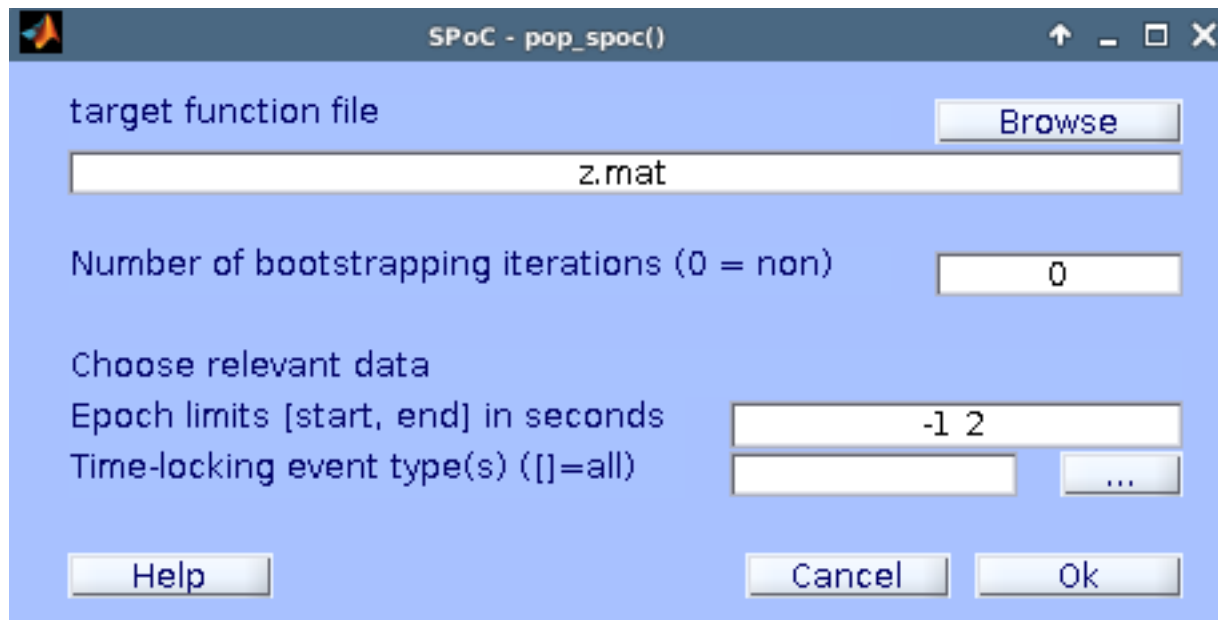 SPoC - pop_spoc()
target function file
Browse
z.mat
Number of bootstrapping iterations (0 = non)
0
Choose relevant data
Epoch limits [start, end] in seconds
-1 2
Time-locking event type(s) ([]=all)
...
Help
Cancel
Ok